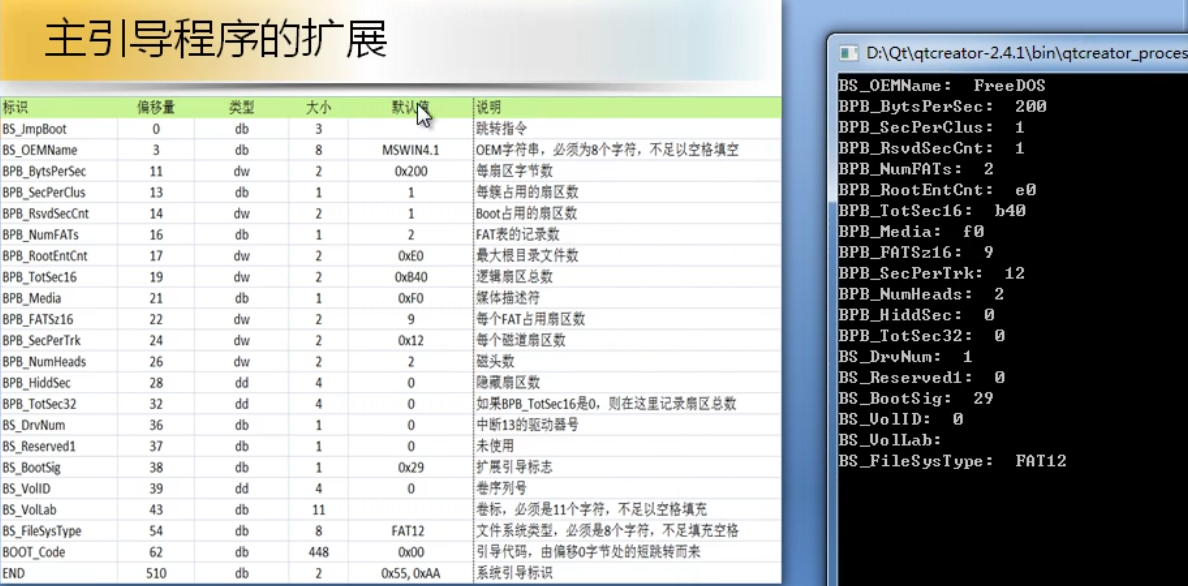 主引导程序的扩展
标识 偏移量 类型 大小 默认值 说明
BS_JmpBoot 0 db 3 跳转指令
BS_OEMName 3 db 8 MSWIN4.1 OEM字符串，必须为8个字符，不足以空格填空
BPB_BytsPerSec 11 dw 2 0x200 每扇区字节数
BPB_SecPerClus 13 db 1 1 每簇占用的扇区数
BPB_RsvdSecCnt 14 dw 2 1 Boot占用的扇区数
BPB_NumFATs 16 db 1 2 FAT表的记录数
BPB_RootEntCnt 17 dw 2 0xE0 最大根目录文件数
BPB_TotSec16 19 dw 2 0xB40 逻辑扇区总数
BPB_Media 21 db 1 0xF0 媒体描述符
BPB_FATSz16 22 dw 2 9 每个FAT占用扇区数
BPB_SecPerTrk 24 dw 2 0x12 每个磁道扇区数
BPB_NumHeads 26 dw 2 2 磁头数
BPB_HiddSec 28 dd 4 0 隐藏扇区数
BPB_TotSec32 32 dd 4 0 如果BPB_TotSec16是0，则在这里记录扇区总数
BS_DrvNum 36 db 1 0 中断13的驱动器号
BS_Reserved1 37 db 1 0 未使用
BS_BootSig 38 db 1 0x29 扩展引导标志
BS_VolID 39 dd 4 0 卷序列号
BS_VolLab 43 db 11 卷标，必须是11个字符，不足以空格填充
BS_FileSysType 54 db 8 FAT12 文件系统类型，必须是8个字符，不足填充空格
BOOT_Code 62 db 448 0x00 引导代码，由偏移0字节处的短跳转而来
END 510 db 2 0x55, 0xAA 系统引导标识
D:\Qt\qtcreator-2.4.1\bin\qtcreator_proces
BS_OEMName: FreeDOS
BPB_BytsPerSec: 200
BPB_SecPerClus: 1
BPB_RsvdSecCnt: 1
BPB_NumFATs: 2
BPB_RootEntCnt: e0
BPB_TotSec16: b40
BPB_Media: f0
BPB_FATSz16: 9
BPB_SecPerTrk: 12
BPB_NumHeads: 2
BPB_HiddSec: 0
BPB_TotSec32: 0
BS_DrvNum: 1
BS_Reserved1: 0
BS_BootSig: 29
BS_VolID: 0
BS_VolLab:
BS_FileSysType: FAT12